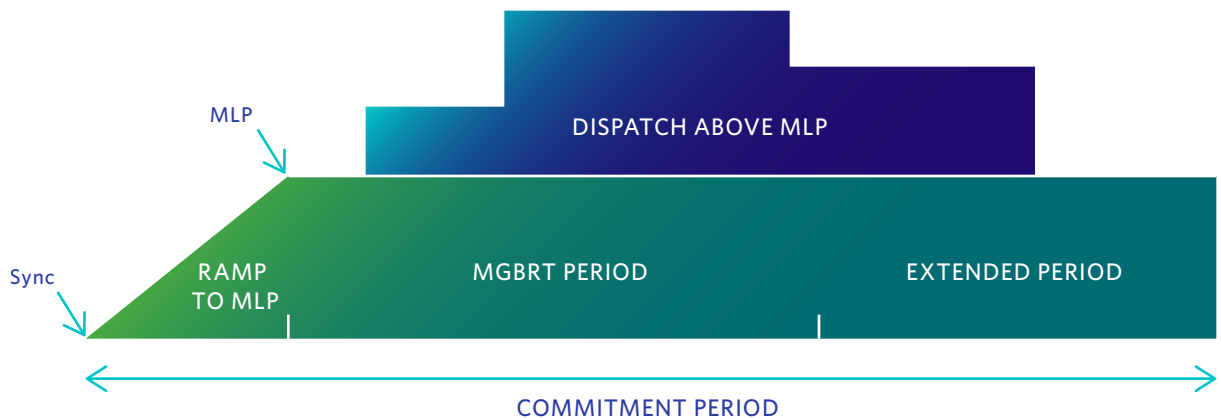 DISPATCH ABOVE MLP
MLP
Sync
RAMP
TO MLP
MGBRT PERIOD
EXTENDED PERIOD
COMMITMENT PERIOD